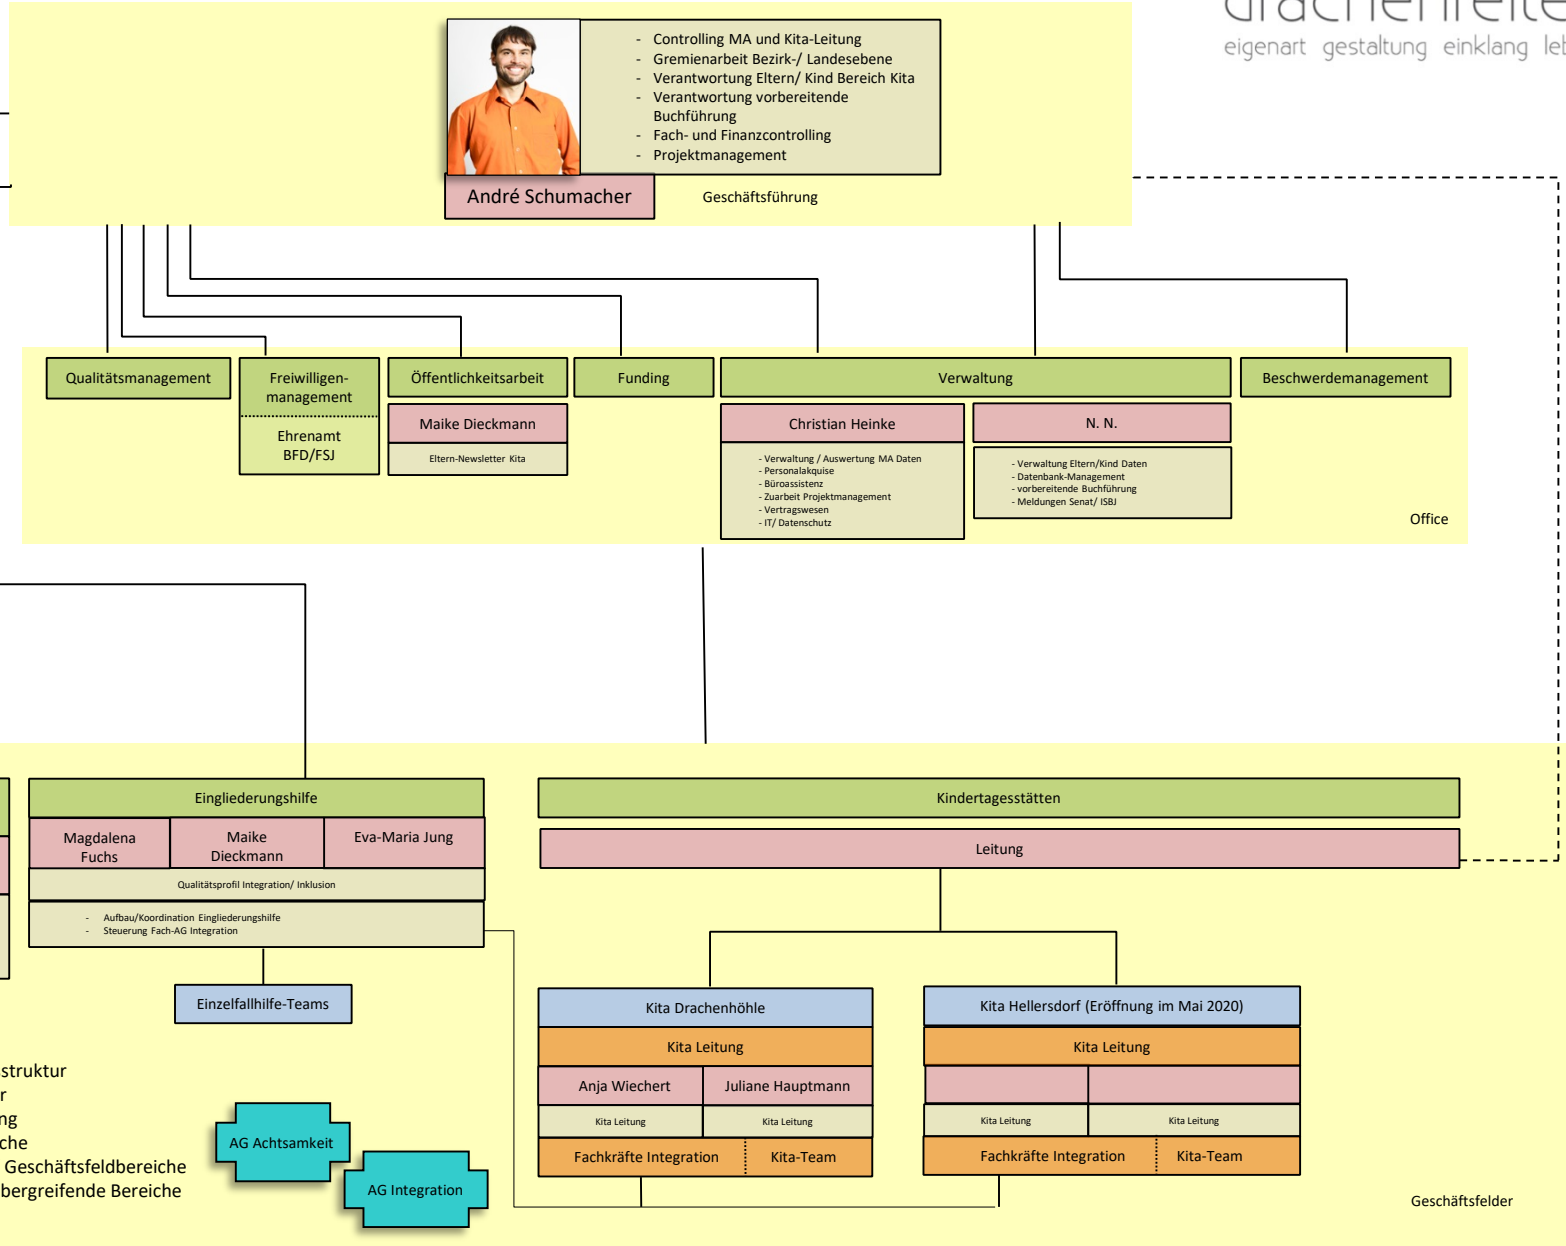 drachenreite
eigenart gestaltung einklang leb
- Controlling MA und Kita-Leitung
- Gremienarbeit Bezirk-/ Landesebene
- Verantwortung Eltern/ Kind Bereich Kita
- Verantwortung vorbereitende
Buchführung
- Fach- und Finanzcontrolling
- Projektmanagement
André Schumacher
Geschäftsführung
Qualitätsmanagement
Freiwilligen-
management
Ehrenamt
BFD/FSJ
Öffentlichkeitsarbeit
Maike Dieckmann
Eltern-Newsletter Kita
Funding
Verwaltung
Christian Heinke
- Verwaltung / Auswertung MA Daten
- Personalakquise
- Büroassistenz
- Zuarbeit Projektmanagement
- Vertragswesen
- IT/ Datenschutz
N. N.
- Verwaltung Eltern/Kind Daten
- Datenbank-Management
- vorbereitende Buchführung
- Meldungen Senat/ ISBJ
Beschwerdemanagement
Office
Eingliederungshilfe
Magdalena
Fuchs
Maike
Dieckmann
Eva-Maria Jung
Qualitätsprofil Integration/ Inklusion
- Aufbau/Koordination Eingliederungshilfe
- Steuerung Fach-AG Integration
Einzelfallhilfe-Teams
Kindertagesstätten
Leitung
Kita Drachenhöhle
Kita Leitung
Anja Wiechert
Juliane Hauptmann
Kita Leitung
Kita Leitung
Fachkräfte Integration
Kita-Team
Kita Hellersdorf (Eröffnung im Mai 2020)
Kita Leitung
Kita Leitung
Kita Leitung
Fachkräfte Integration
Kita-Team
sstruktur
r
ng
che
Geschäftsfeldbereiche
bergreifende Bereiche
AG Achtsamkeit
AG Integration
Geschäftsfelder